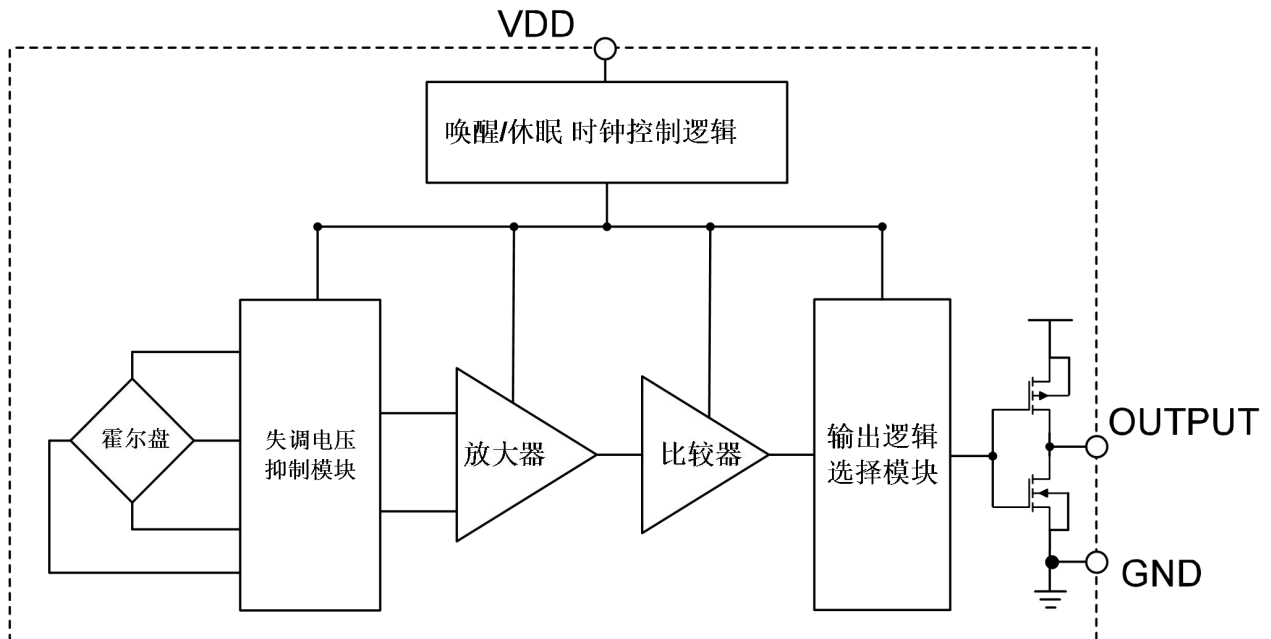 VDD
唤醒/休眠 时钟控制逻辑
霍尔盘
失调电压
抑制模块
放大器
比较器
输出逻辑
选择模块
OUTPUT
GND